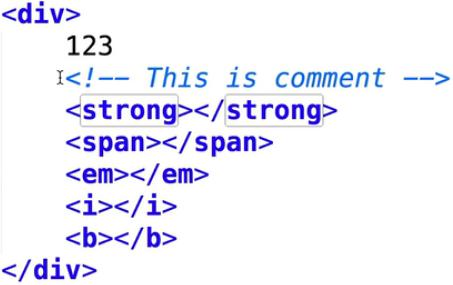 <div>
123
<!-- This is comment -->
<strong></strong>
<span></span>
<em></em>
<i></i>
<b></b>
</div>